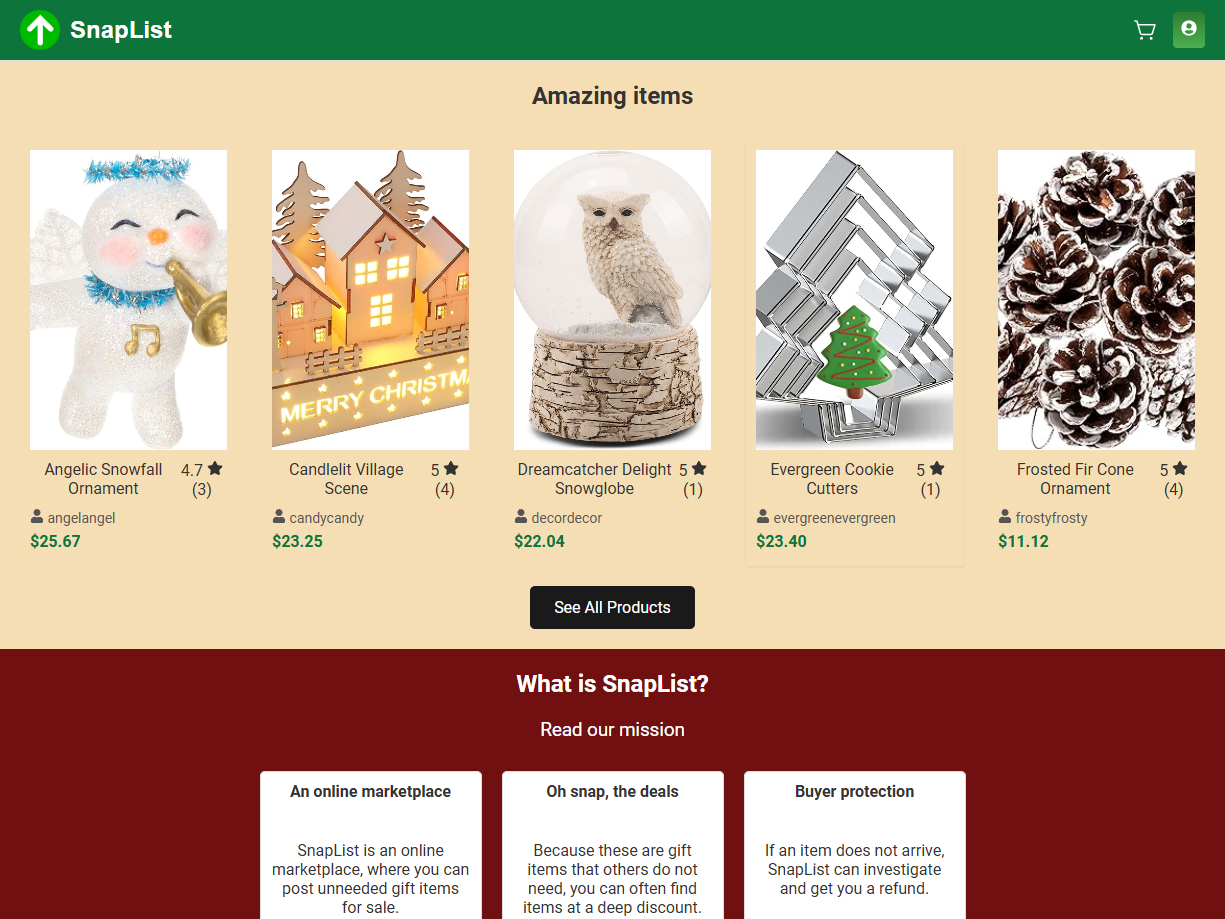 SnapList
Amazing items
MERRY CHRISTMA
Angelic Snowfall
Ornament
4.7
(3)
angelangel
$25.67
Candlelit Village
Scene
5
(4)
candycandy
$23.25
Dreamcatcher Delight
Snowglobe
5
(1)
decordecor
$22.04
Evergreen Cookie
Cutters
5
(1)
evergreenevergreen
$23.40
Frosted Fir Cone
Ornament
5
(4)
frostyfrosty
$11.12
See All Products
What is SnapList?
Read our mission
An online marketplace
SnapList is an online
marketplace, where you can
post unneeded gift items
for sale.
Oh snap, the deals
Because these are gift
items that others do not
need, you can often find
items at a deep discount.
Buyer protection
If an item does not arrive,
SnapList can investigate
and get you a refund.